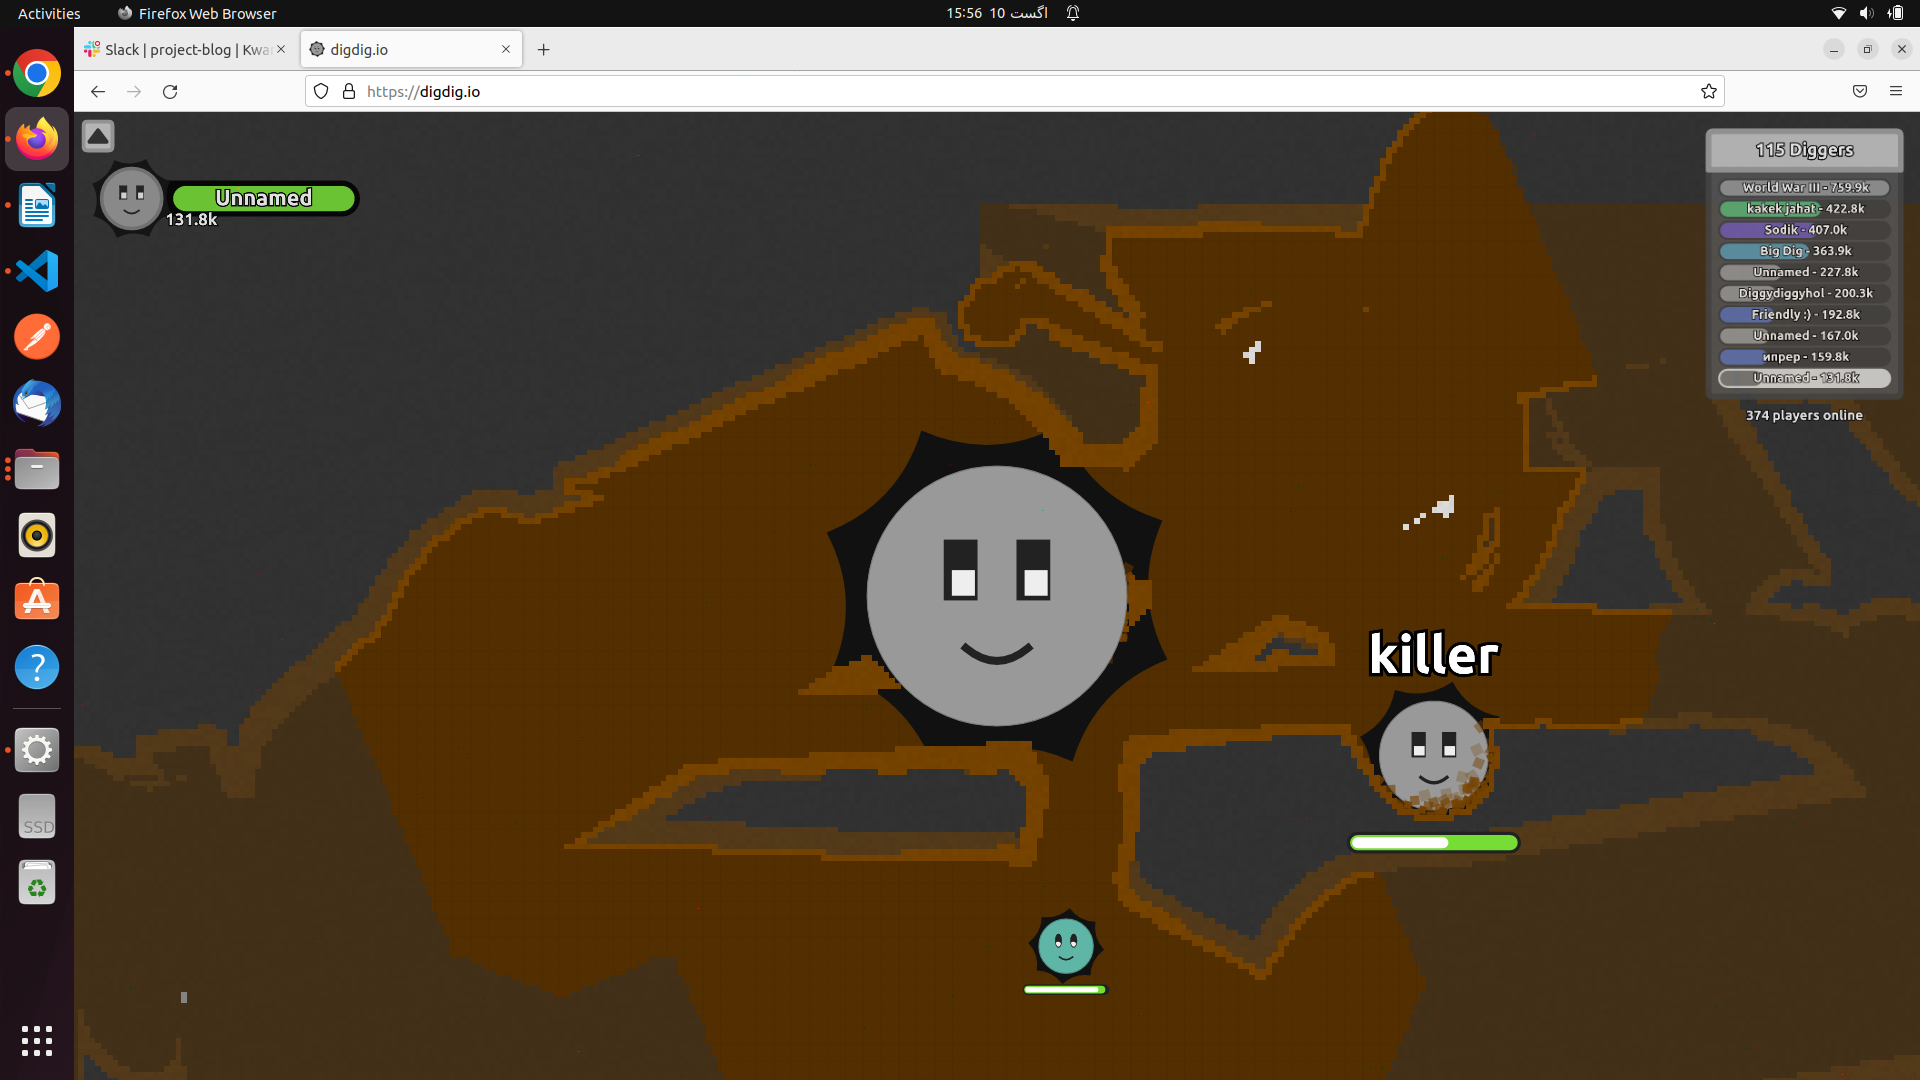 Activities
Firefox Web Browser
15:56 10 اگست
Slack | project-blog | Kwa
digdig.io
https://digdig.io
Unnamed
131.8k
115 Diggers
World War III - 759.9k
kakek jahat - 422.8k
Sodik - 407.0k
Big Dig - 363.9k
Unnamed - 227.8k
Diggydiggyhol - 200.3k
Friendly :) - 192.8k
Unnamed - 167.0k
ипрер - 159.8k
Unnamed - 131.8k
374 players online
killer
SSD